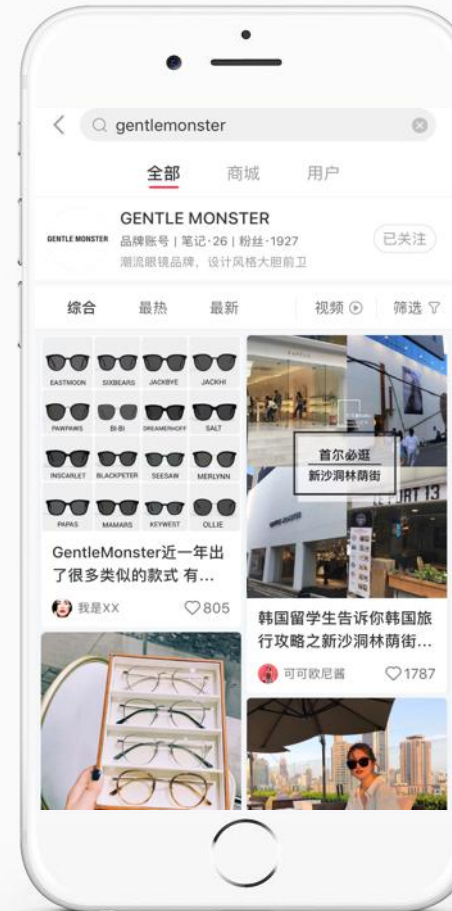 gentlemonster
全部 商城 用户
GENTLE MONSTER
GENTLE MONSTER
品牌账号 | 笔记·26 | 粉丝·1927
已关注
潮流眼镜品牌，设计风格大胆前卫
综合 最热 最新 视频 筛选
EASTMOON SIXBEARS JACKBYE JACKHI
PAWPAWS BI-BI DREAMERHOFF SALT
INSCARLET BLACKPETER SEESAW MERLYNN
PAPAS MAMARS KEYWEST OLLIE
GentleMonster近一年出
了很多类似的款式 有...
我是XX 805
首尔必逛
新沙洞林荫街
韩国留学生告诉你韩国旅
行攻略之新沙洞林荫街...
可可欧尼酱 1787